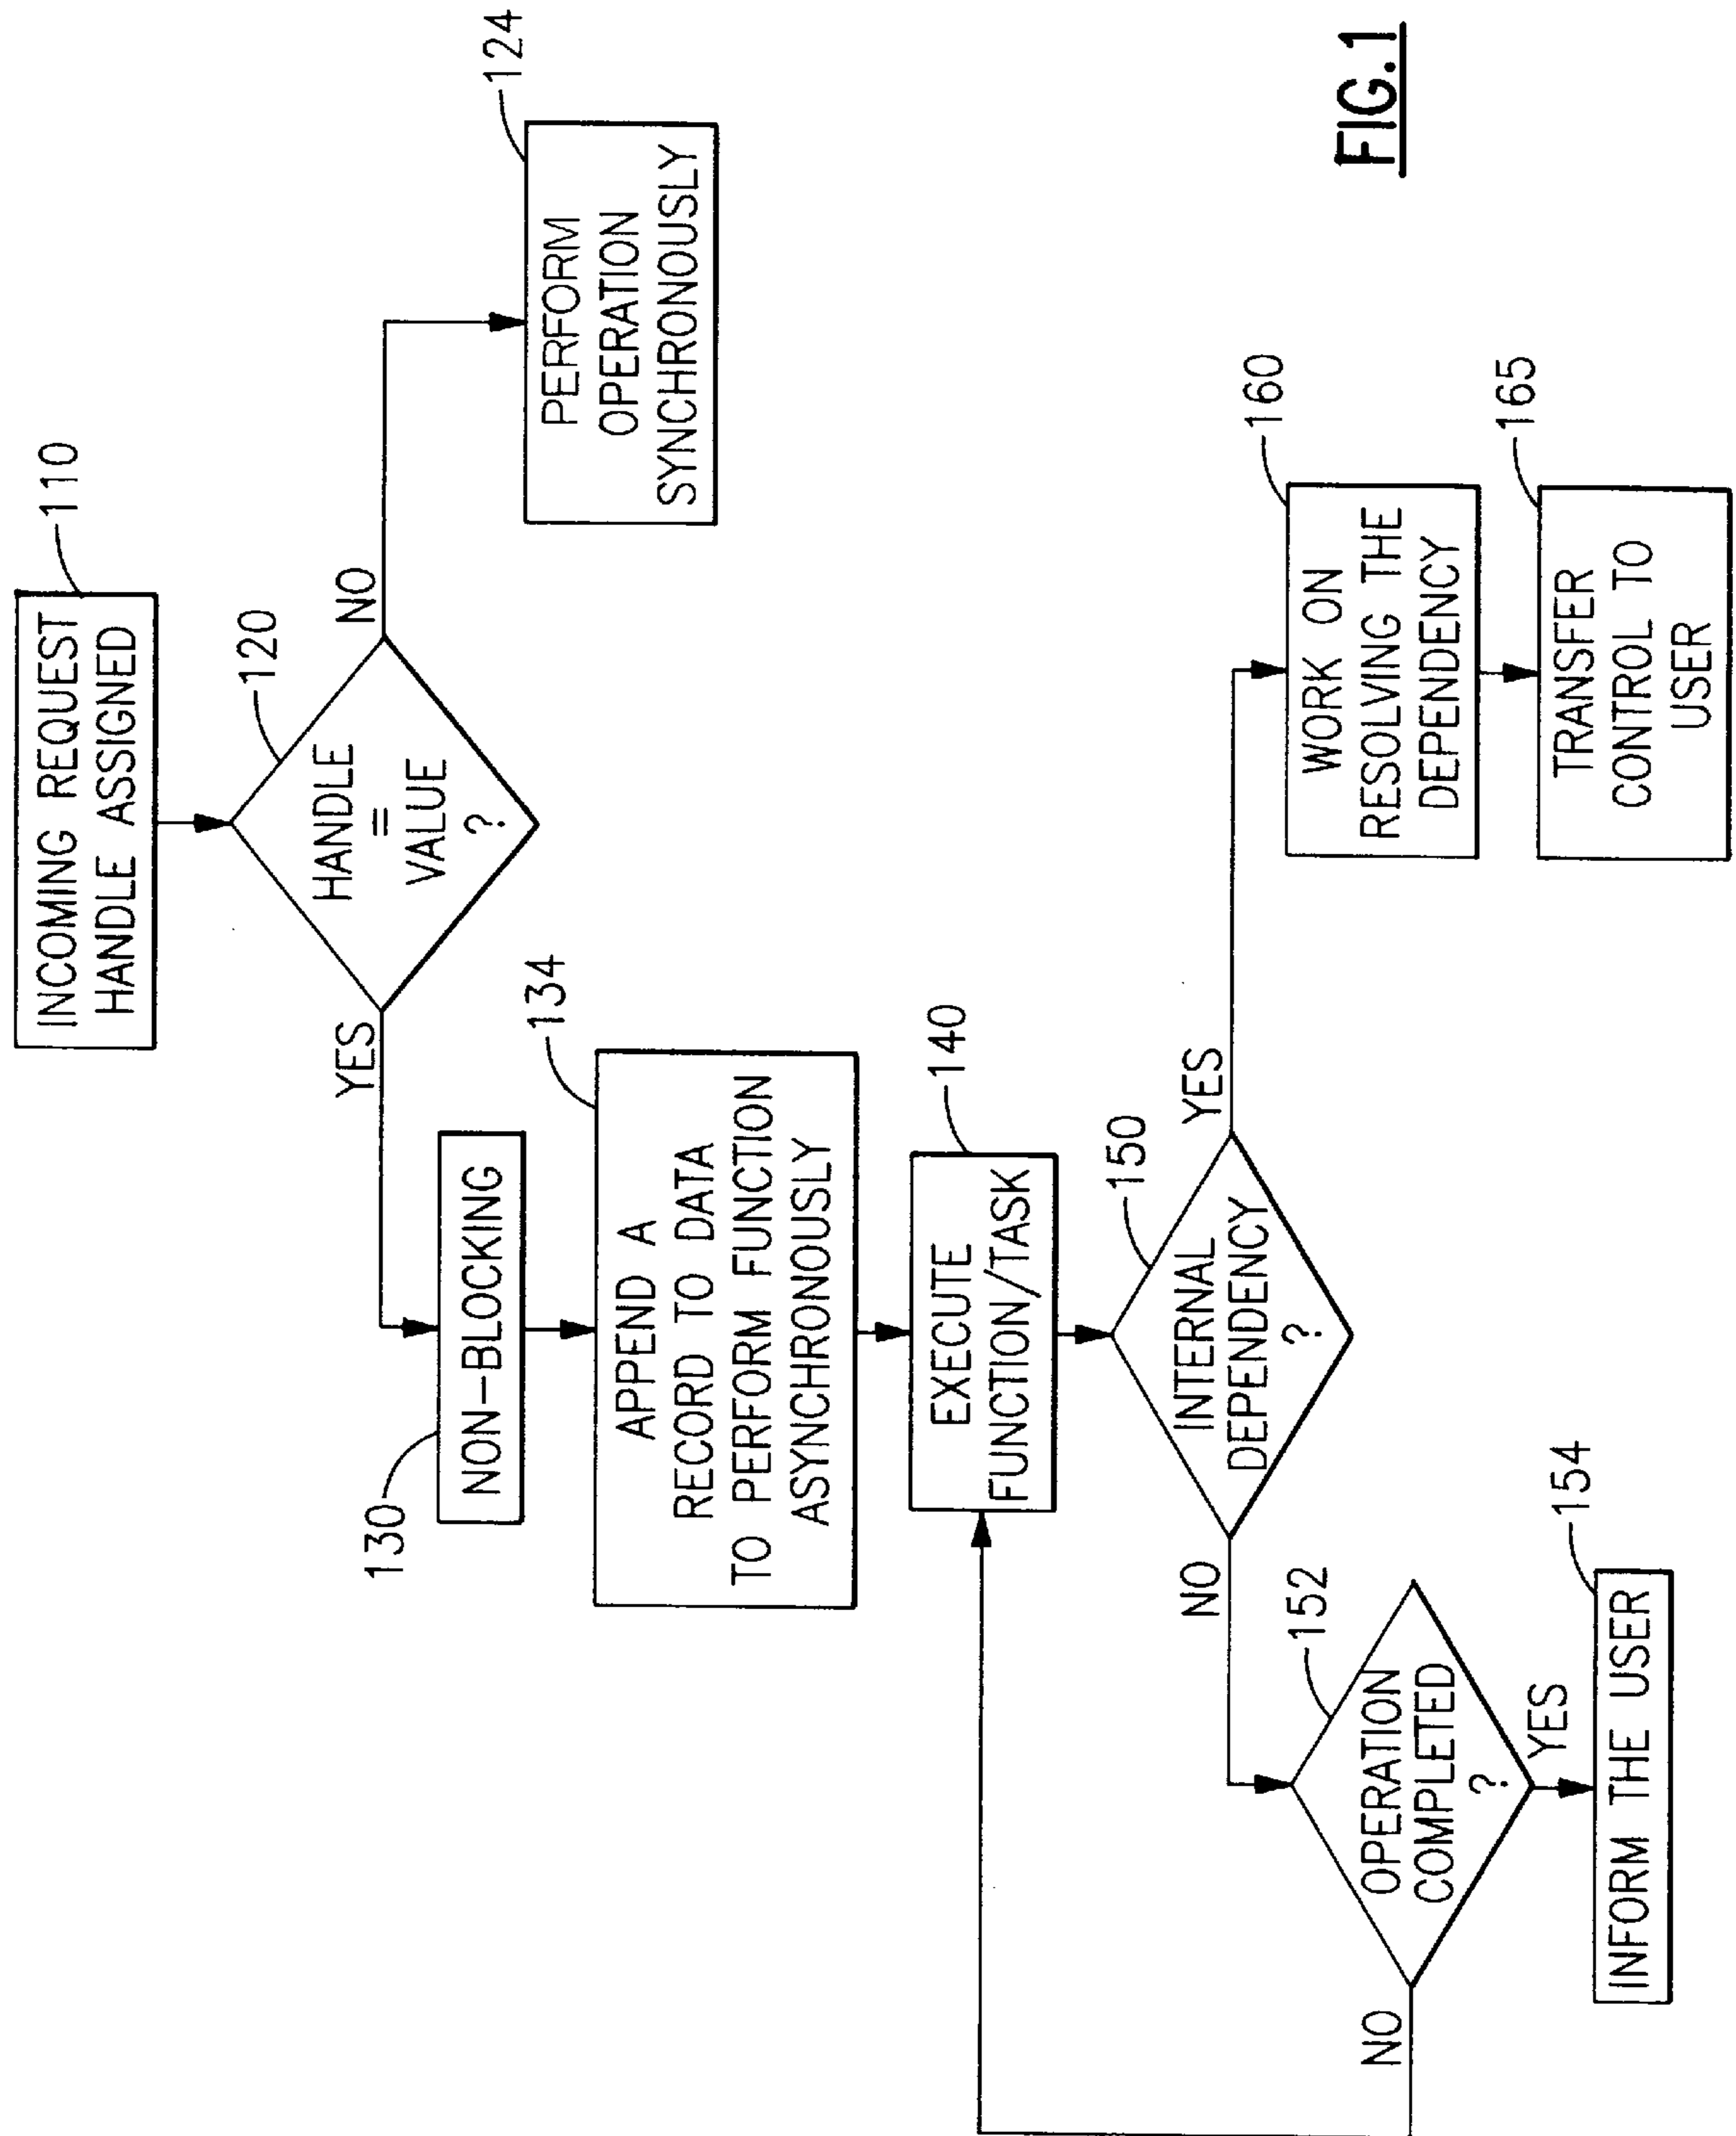 INCOMING REQUEST
HANDLE ASSIGNED
110
HANDLE
=
VALUE
?
120
YES
NO
PERFORM
OPERATION
SYNCHRONOUSLY
124
NON-BLOCKING
130
APPEND A
RECORD TO DATA
TO PERFORM FUNCTION
ASYNCHRONOUSLY
134
EXECUTE
FUNCTION/TASK
140
INTERNAL
DEPENDENCY
?
150
NO
YES
OPERATION
COMPLETED
?
152
NO
YES
INFORM THE USER
154
WORK ON
RESOLVING THE
DEPENDENCY
160
TRANSFER
CONTROL TO
USER
165
FIG.1